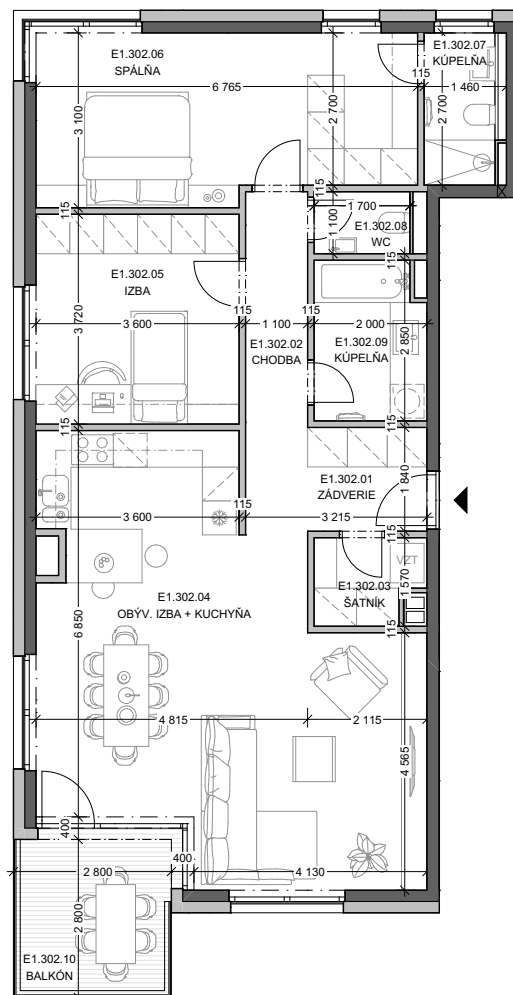 E1.302.06
SPÁLŇA
E1.302.07
KÚPELŇA
6 765
115
1 460
2 700
2 700
3 100
115
1 700
1 100
E1.302.08
WC
115
115
E1.302.05
IZBA
3 720
3 600
115
1 100
115
2 000
E1.302.02
CHODBA
E1.302.09
KÚPELŇA
2 850
115
115
E1.302.01
ZÁDVERIE
1 840
3 600
115
3 215
115
VZT
E1.302.03
ŠATNÍK
1 570
115
E1.302.04
OBÝV. IZBA + KUCHYŇA
6 850
4 815
2 115
4 565
400
2 800
400
4 130
2 800
E1.302.10
BALKÓN